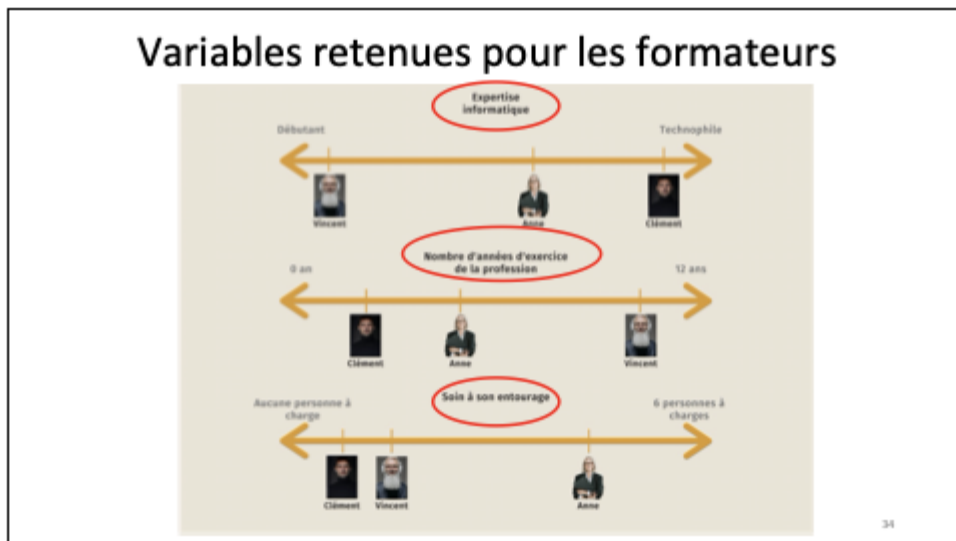 Variables retenues pour les formateurs
Expertise
informatique
Débutant
Technophile
Vincent
Anne
Clément
Nombre d'années d'exercice
de la profession
0 an
12 ans
Clément
Anne
Vincent
Soin à son entourage
Aucune personne à
charge
6 personnes à
charges
Clément
Vincent
Anne
34